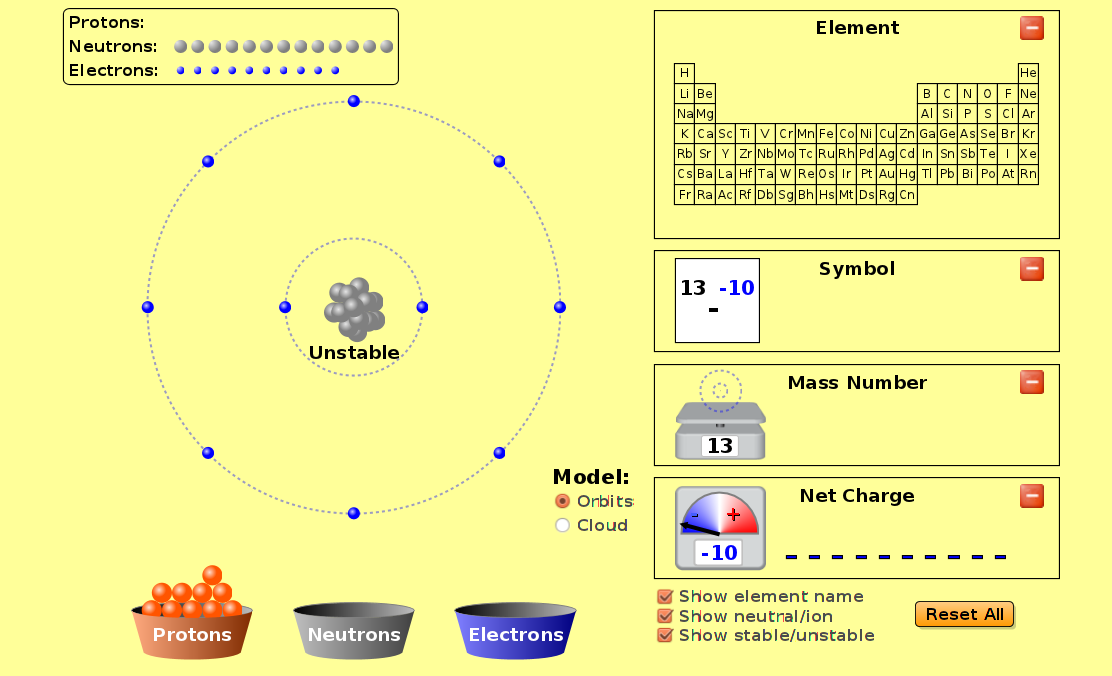 Protons:
Neutrons:
Electrons:
Unstable
Model:
Orbits
Cloud
Protons
Neutrons
Electrons
Element
H He
Li Be B C N O F Ne
Na Mg Al Si P S Cl Ar
K Ca Sc Ti V Cr Mn Fe Co Ni Cu Zn Ga Ge As Se Br Kr
Rb Sr Y Zr Nb Mo Tc Ru Rh Pd Ag Cd In Sn Sb Te I Xe
Cs Ba La Hf Ta W Re Os Ir Pt Au Hg Tl Pb Bi Po At Rn
Fr Ra Ac Rf Db Sg Bh Hs Mt Ds Rg Cn
Symbol
13 -10
-
Mass Number
13
Net Charge
- +
-10
Show element name
Show neutral/ion
Show stable/unstable
Reset All